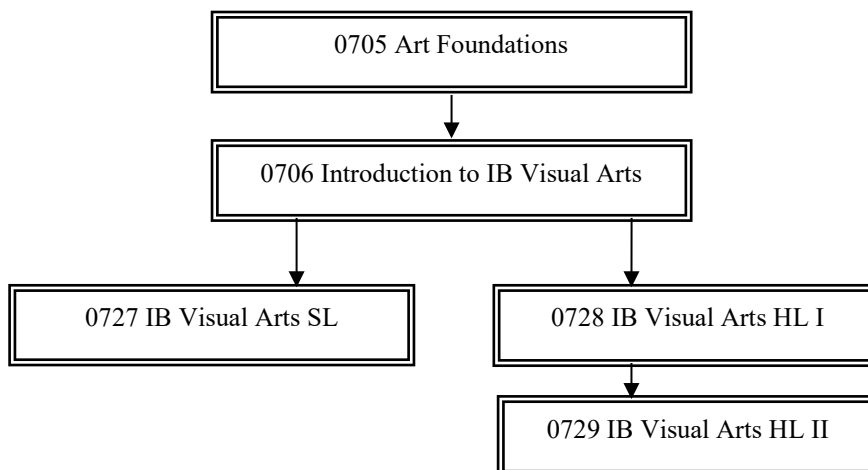 0705 Art Foundations
0706 Introduction to IB Visual Arts
0727 IB Visual Arts SL
0728 IB Visual Arts HL I
0729 IB Visual Arts HL II